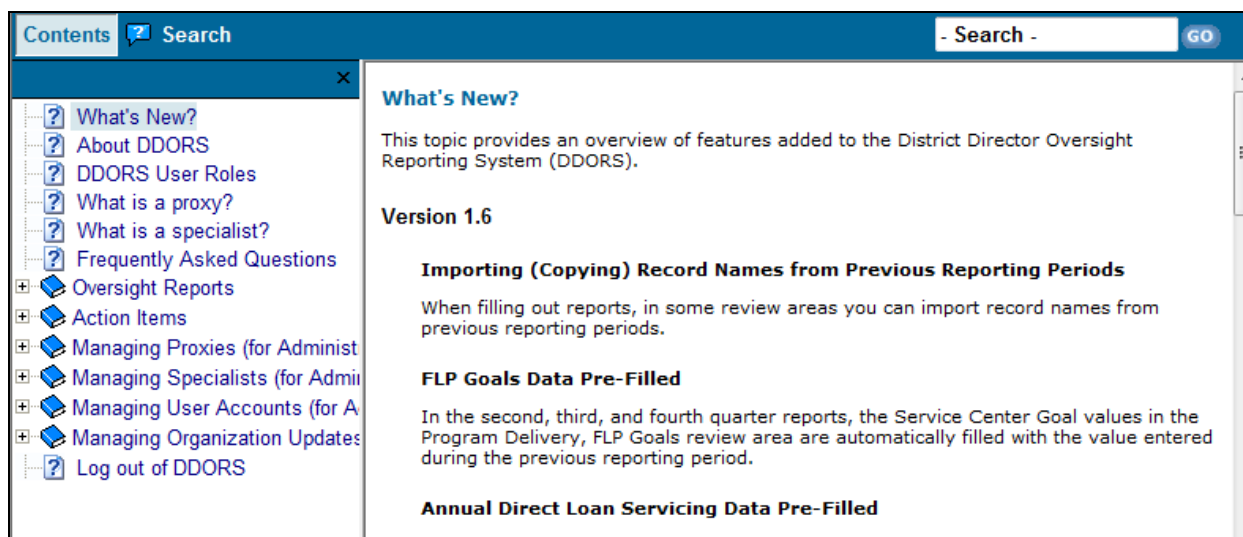 Contents Search - Search - GO
What's New?
About DDORS
DDORS User Roles
What is a proxy?
What is a specialist?
Frequently Asked Questions
Oversight Reports
Action Items
Managing Proxies (for Administ
Managing Specialists (for Admi
Managing User Accounts (for A
Managing Organization Updates
Log out of DDORS
What's New?
This topic provides an overview of features added to the District Director Oversight
Reporting System (DDORS).
Version 1.6
Importing (Copying) Record Names from Previous Reporting Periods
When filling out reports, in some review areas you can import record names from
previous reporting periods.
FLP Goals Data Pre-Filled
In the second, third, and fourth quarter reports, the Service Center Goal values in the
Program Delivery, FLP Goals review area are automatically filled with the value entered
during the previous reporting period.
Annual Direct Loan Servicing Data Pre-Filled